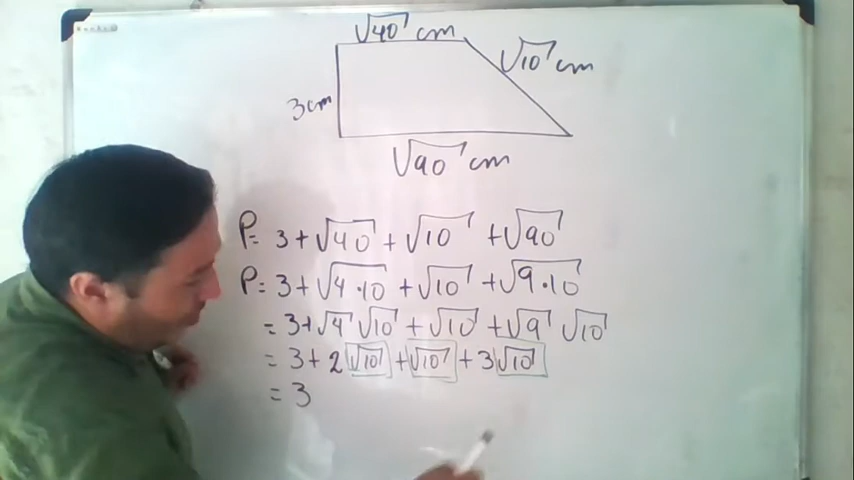 √40 cm
√10 cm
3cm
√90 cm
P= 3+√40 + √10 +√90
P= 3+√4·10 +√10 +√9·10
= 3+√4 √10 + √10 +√9 √10
= 3+ 2√10 +√10 + 3√10
= 3